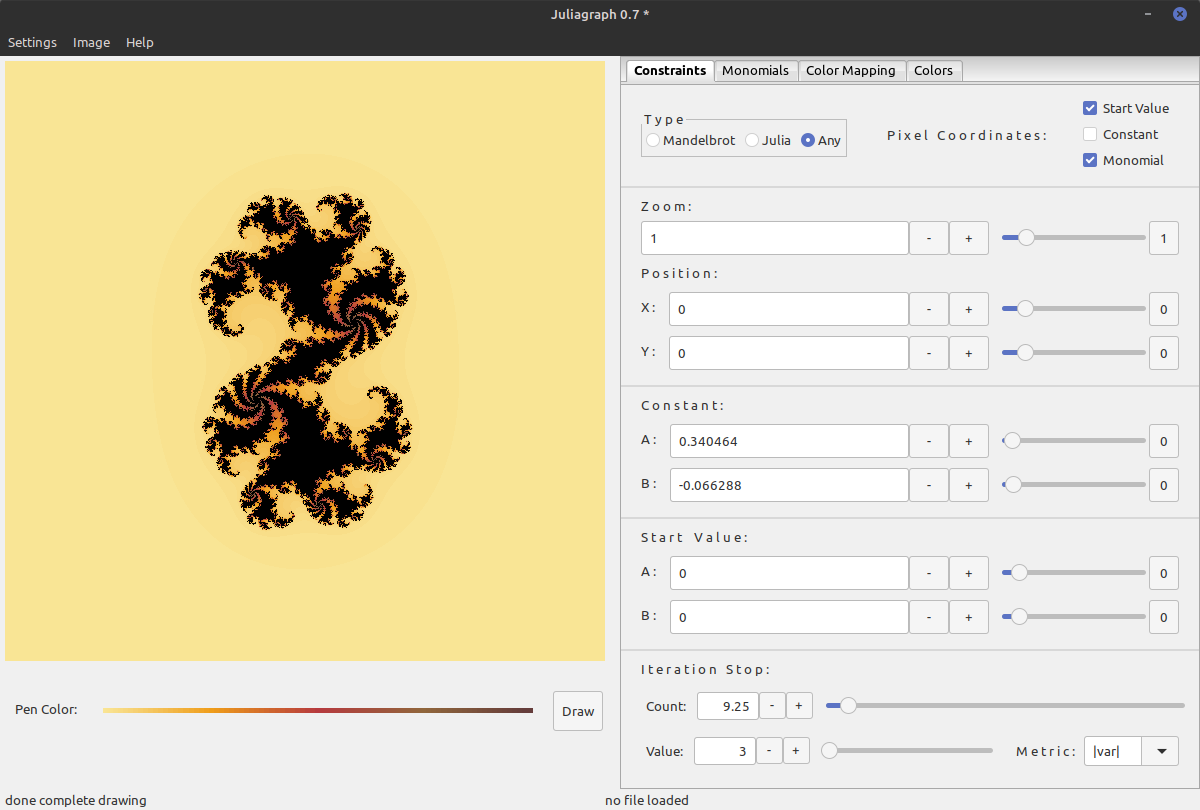 Juliagraph 0.7 *
Settings Image Help
Constraints Monomials Color Mapping Colors
Type
Mandelbrot Julia Any
Pixel Coordinates:
Start Value
Constant
Monomial
Zoom:
1 - + 1
Position:
X: 0 - + 0
Y: 0 - + 0
Constant:
A: 0.340464 - + 0
B: -0.066288 - + 0
Start Value:
A: 0 - + 0
B: 0 - + 0
Iteration Stop:
Count: 9.25 - +
Value: 3 - + Metric: |var|
Pen Color: Draw
done complete drawing
no file loaded